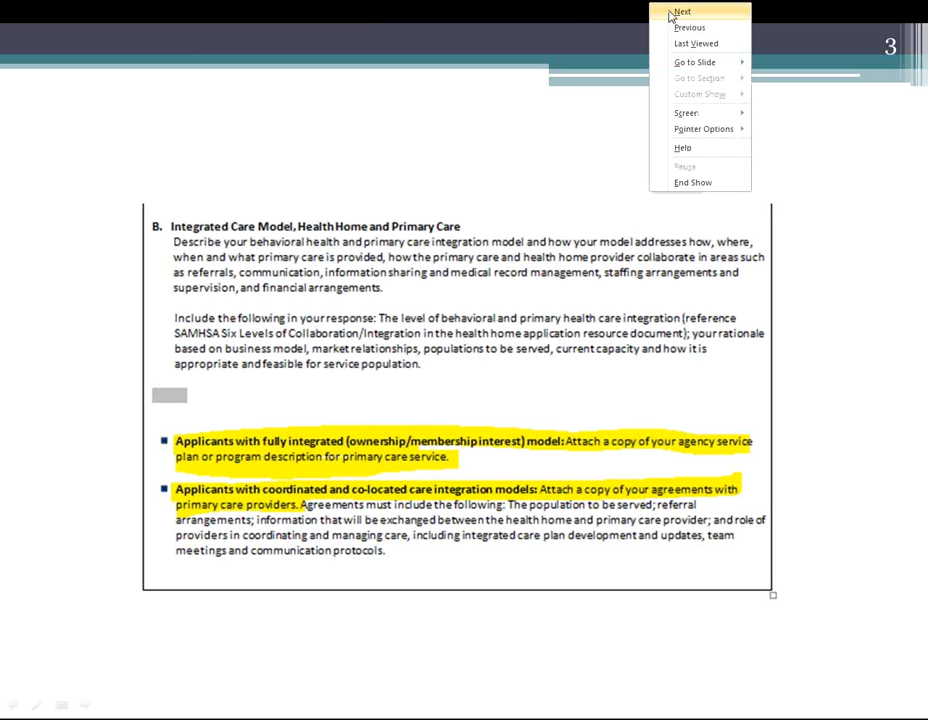 Next
Previous
Last Viewed
Go to Slide
Go to Section
Custom Show
Screen
Pointer Options
Help
Pause
End Show
3
B. Integrated Care Model, Health Home and Primary Care
Describe your behavioral health and primary care integration model and how your model addresses how, where,
when and what primary care is provided, how the primary care and health home provider collaborate in areas such
as referrals, communication, information sharing and medical record management, staffing arrangements and
supervision, and financial arrangements.
Include the following in your response: The level of behavioral and primary health care integration (reference
SAMHSA Six Levels of Collaboration/Integration in the health home application resource document); your rationale
based on business model, market relationships, populations to be served, current capacity and how it is
appropriate and feasible for service population.
Applicants with fully integrated (ownership/membership interest) model: Attach a copy of your agency service
plan or program description for primary care service.
Applicants with coordinated and co-located care integration models: Attach a copy of your agreements with
primary care providers. Agreements must include the following: The population to be served; referral
arrangements; information that will be exchanged between the health home and primary care provider; and role of
providers in coordinating and managing care, including integrated care plan development and updates, team
meetings and communication protocols.